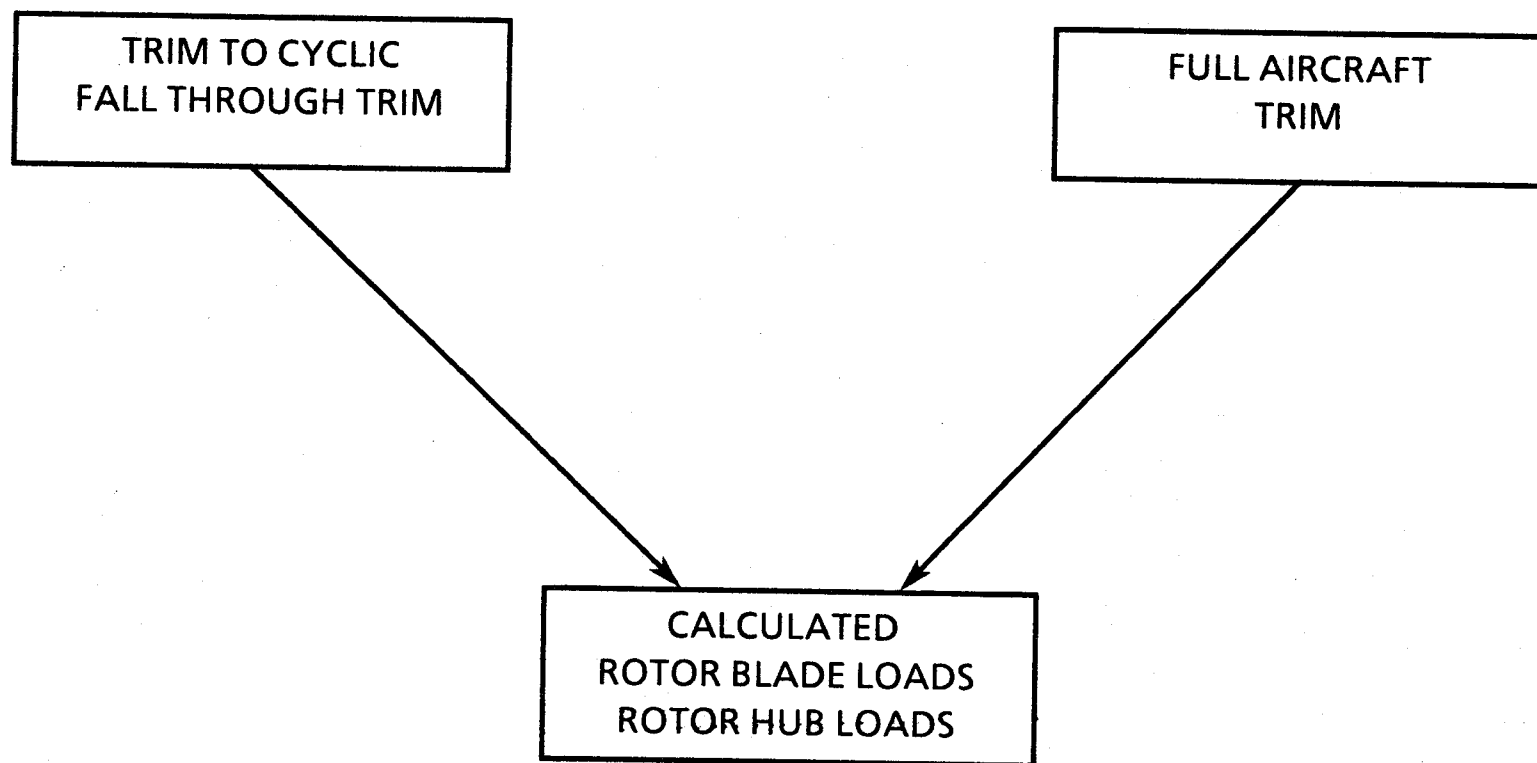 TRIM TO CYCLIC
FALL THROUGH TRIM
FULL AIRCRAFT
TRIM
CALCULATED
ROTOR BLADE LOADS
ROTOR HUB LOADS